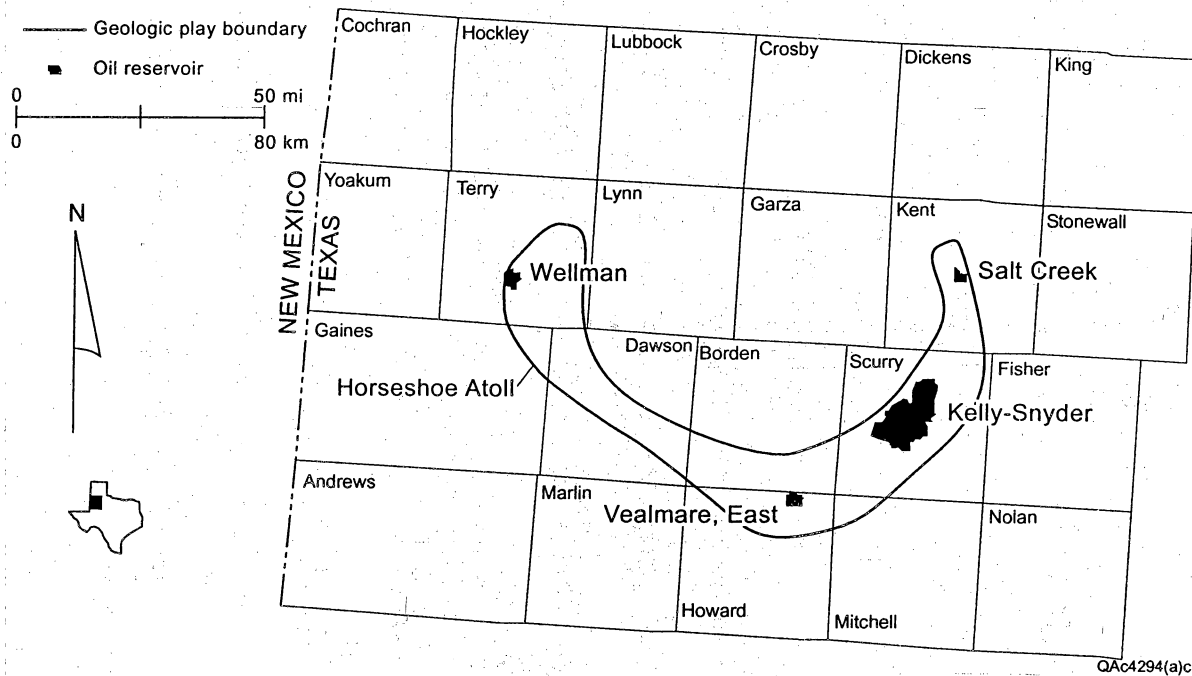 Geologic play boundary
Oil reservoir
0 50 mi
0 80 km
N
NEW MEXICO
TEXAS
Cochran
Hockley
Lubbock
Crosby
Dickens
King
Yoakum
Terry
Lynn
Garza
Kent
Stonewall
Wellman
Salt Creek
Gaines
Dawson
Borden
Scurry
Fisher
Horseshoe Atoll
Kelly-Snyder
Andrews
Marlin
Vealmare, East
Nolan
Howard
Mitchell
QAc4294(a)c